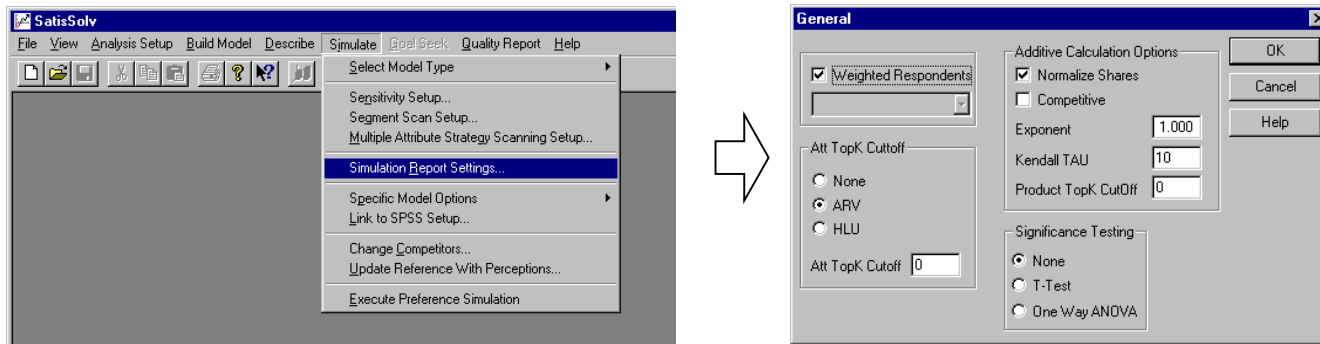 SatisSolv
File View Analysis Setup Build Model Describe Simulate Goal Seek Quality Report Help
Select Model Type
Sensitivity Setup...
Segment Scan Setup...
Multiple Attribute Strategy Scanning Setup...
Simulation Report Settings...
Specific Model Options
Link to SPSS Setup...
Change Competitors...
Update Reference With Perceptions...
Execute Preference Simulation
General
Weighted Respondents
Att TopK Cuttoff
None
ARV
HLU
Att TopK Cutoff 0
Additive Calculation Options
Normalize Shares
Competitive
Exponent 1.000
Kendall TAU 10
Product TopK CutOff 0
Significance Testing
None
T-Test
One Way ANOVA
OK
Cancel
Help